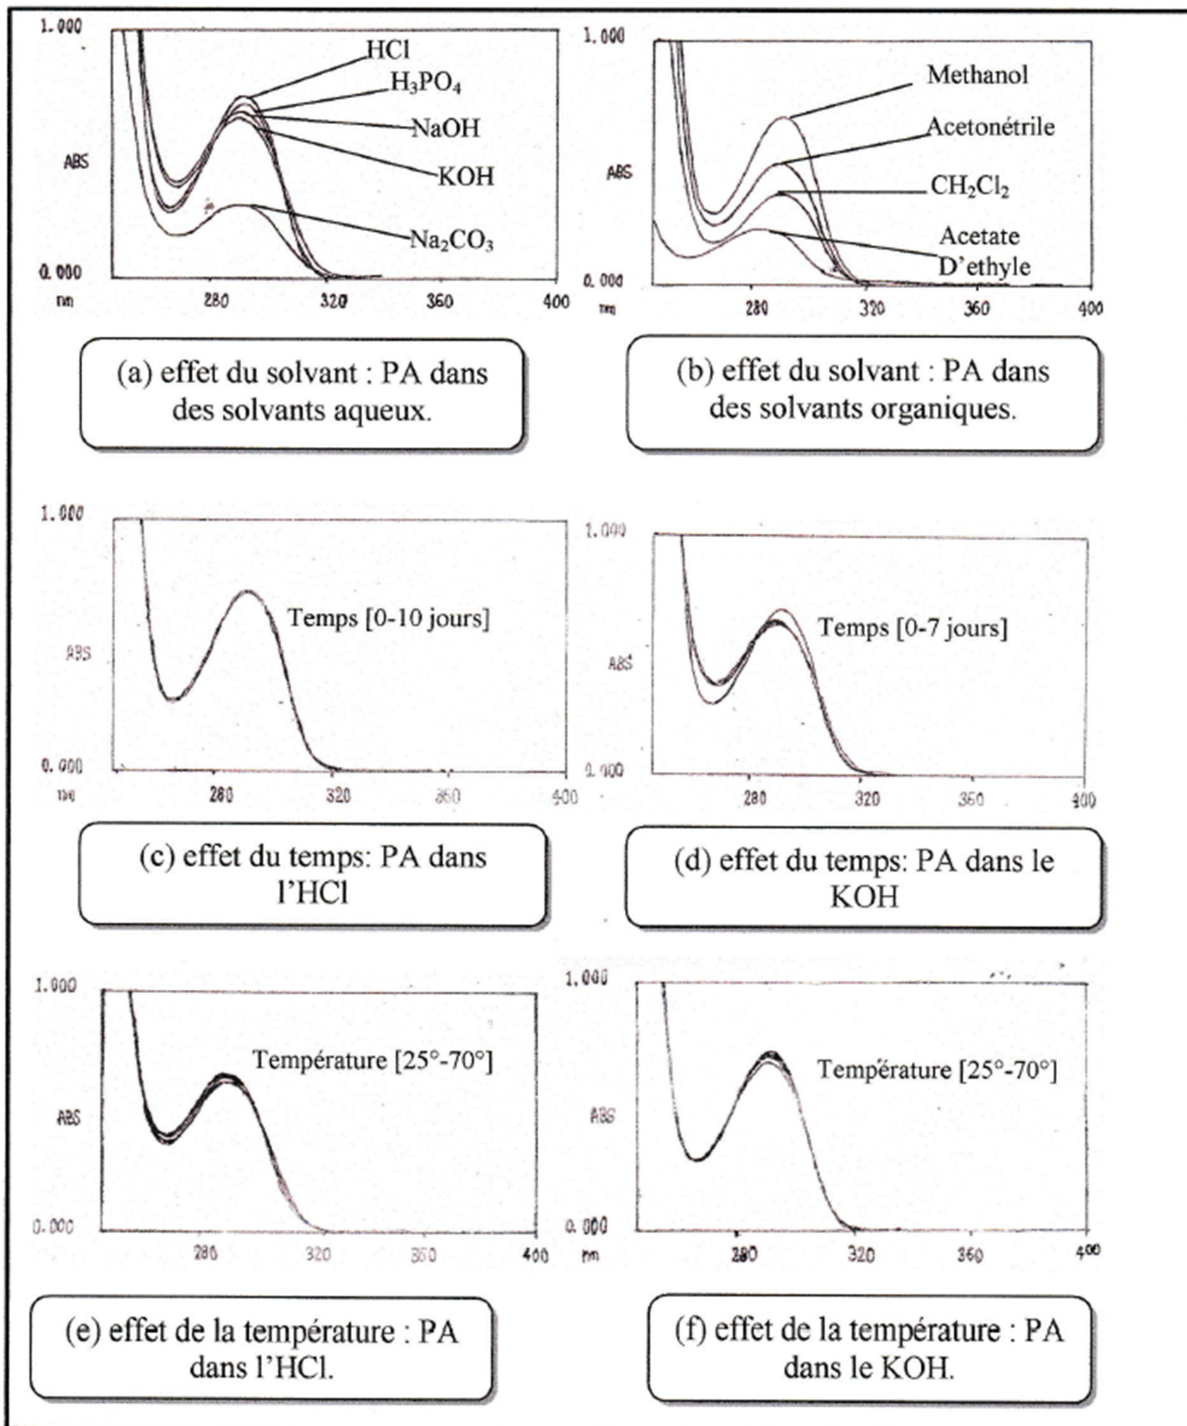 1.000
HCl
H₃PO₄
NaOH
ABS
KOH
Na₂CO₃
0.000
nm
280
320
360
400
(a) effet du solvant : PA dans
des solvants aqueux.
1.000
Methanol
Acetonétrile
ABS
CH₂Cl₂
Acetate
D'ethyle
0.000
nm
280
320
360
400
(b) effet du solvant : PA dans
des solvants organiques.
1.000
Temps [0-10 jours]
ABS
0.000
nm
280
320
360
400
(c) effet du temps: PA dans
l'HCl
1.000
Temps [0-7 jours]
ABS
0.000
280
320
360
400
(d) effet du temps: PA dans le
KOH
1.000
Température [25°-70°]
ABS
0.000
280
320
360
400
(e) effet de la température : PA
dans l'HCl.
1.000
Température [25°-70°]
ABS
0.000
nm
280
320
360
400
(f) effet de la température : PA
dans le KOH.